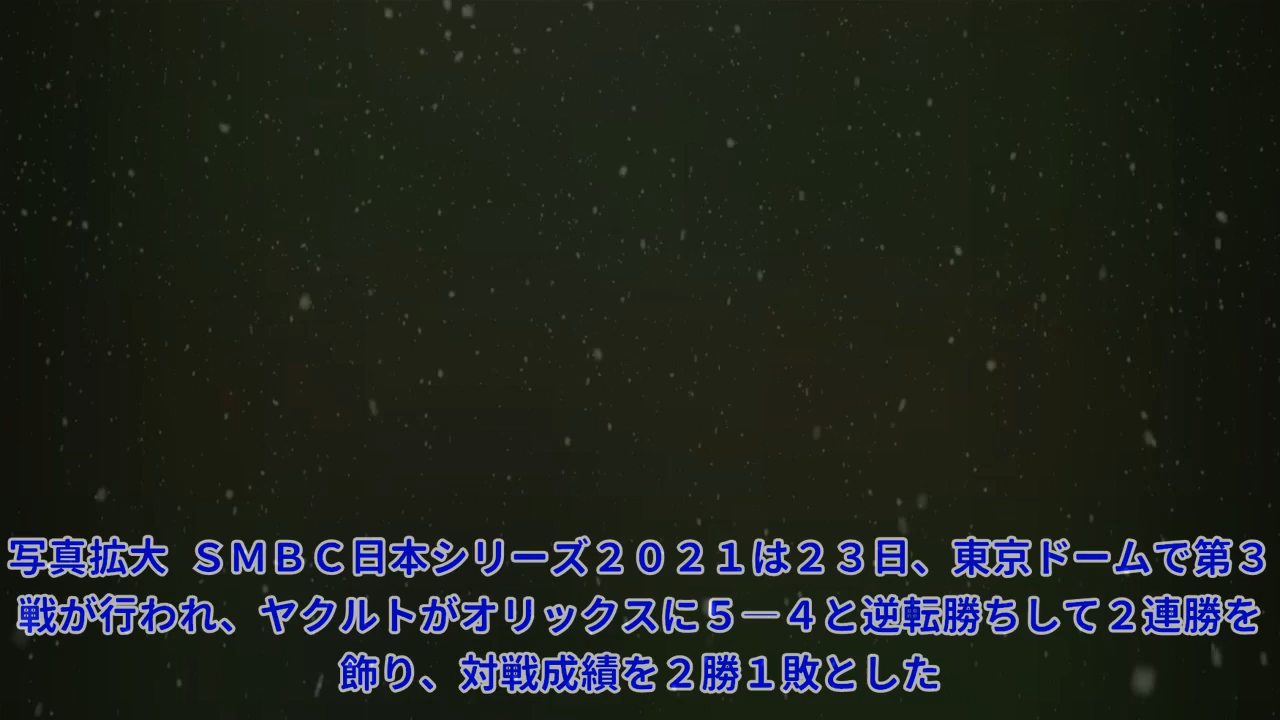 写真拡大 ＳＭＢＣ日本シリーズ２０２１は２３日、東京ドームで第３
戦が行われ、ヤクルトがオリックスに５―４と逆転勝ちして２連勝を
飾り、対戦成績を２勝１敗とした